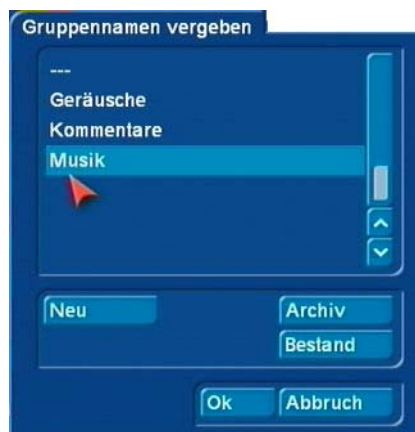 Gruppennamen vergeben
---
Geräusche
Kommentare
Musik
Neu
Archiv
Bestand
Ok
Abbruch